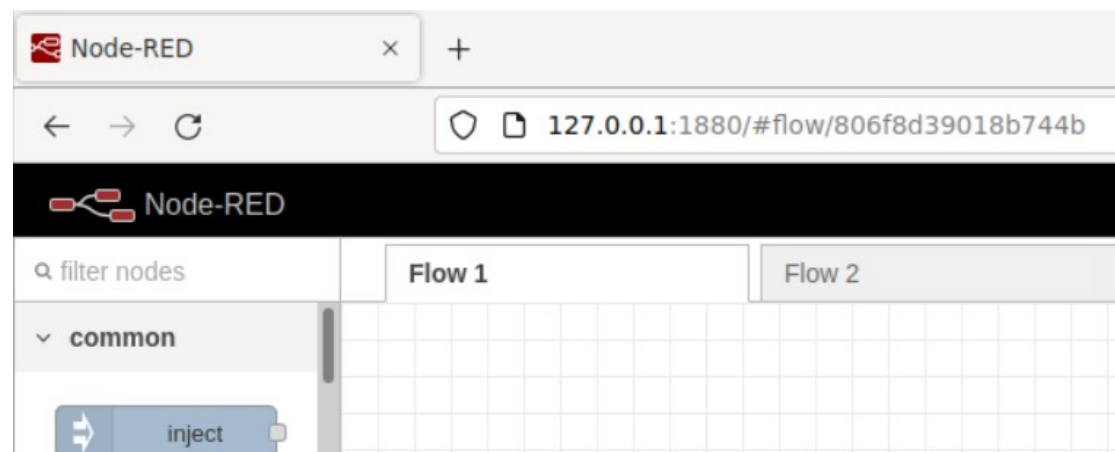 Node-RED
127.0.0.1:1880/#flow/806f8d39018b744b
Node-RED
filter nodes
Flow 1
Flow 2
common
inject